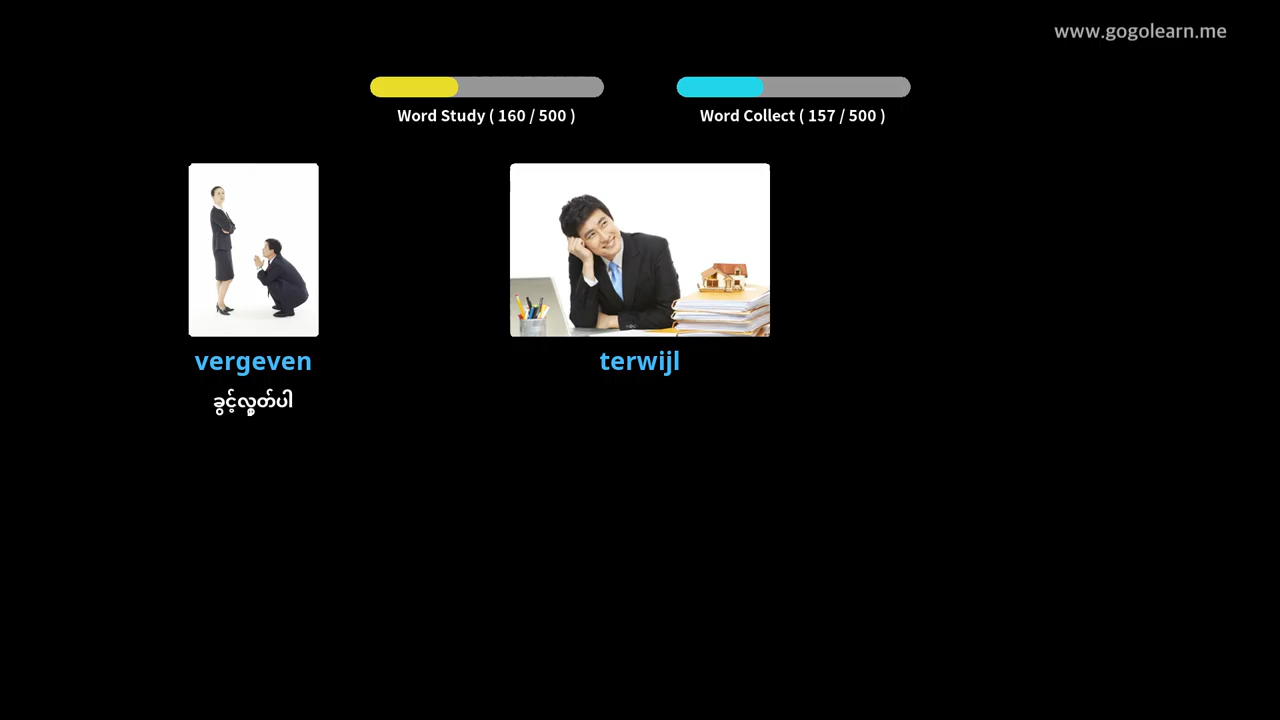 www.gogolearn.me
Word Study ( 160 / 500 )
Word Collect ( 157 / 500 )
vergeven
terwijl
ခွင့်လွှတ်ပါ